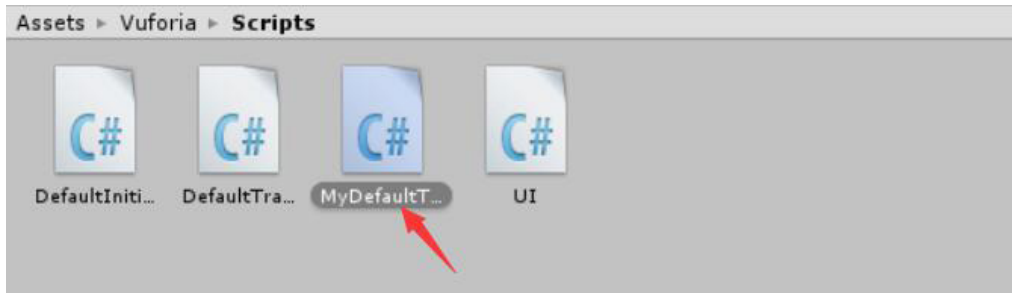 Assets ▸ Vuforia ▸ Scripts
C# C# C# C#
DefaultIniti... DefaultTra... MyDefaultT... UI